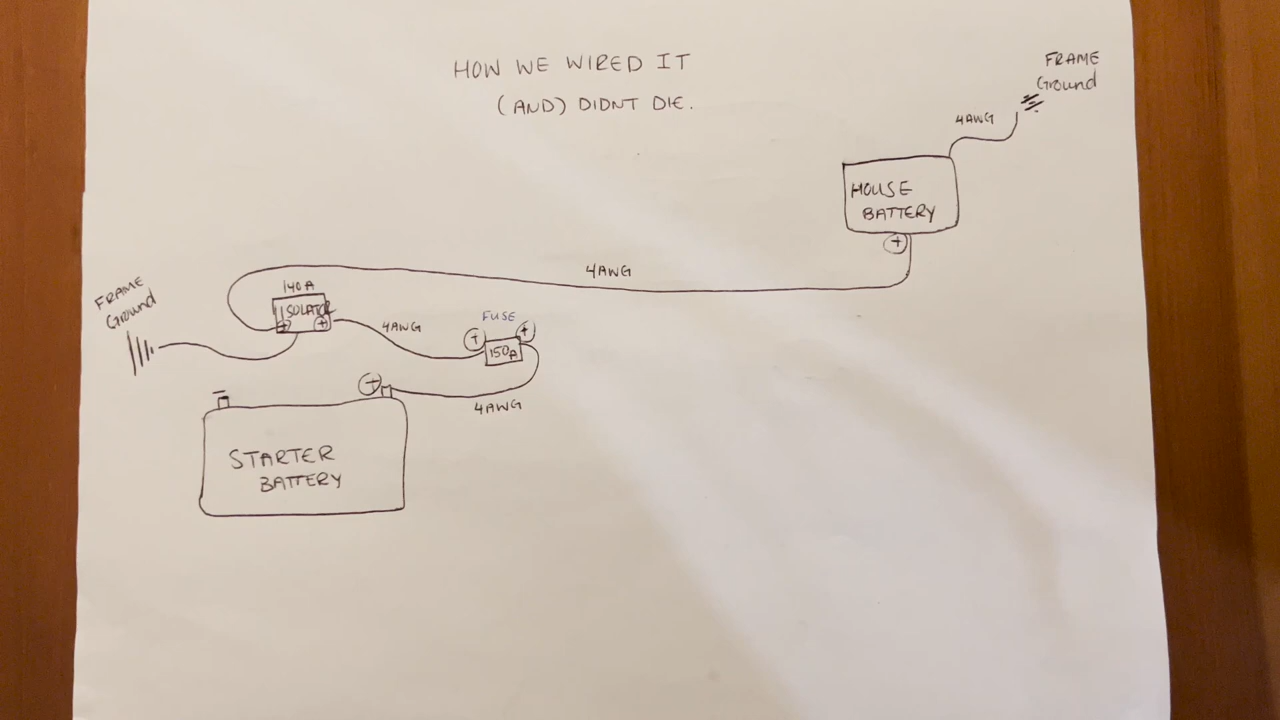 HOW WE WIRED IT
(AND) DIDNT DIE.
FRAME
Ground
4AWG
HOUSE
BATTERY
+
4AWG
FRAME
Ground
140A
ISOLATOR
+ +
4AWG
FUSE
+ +
150A
- +
4AWG
STARTER
BATTERY